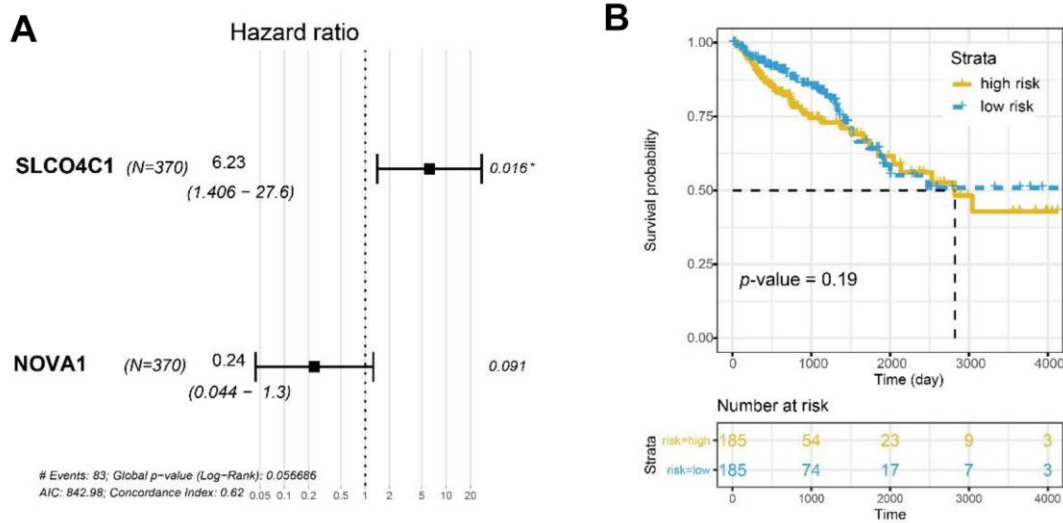 A
Hazard ratio
SLCO4C1 (N=370) 6.23 0.016 *
(1.406 − 27.6)
NOVA1 (N=370) 0.24 0.091
(0.044 − 1.3)
# Events: 83; Global p−value (Log−Rank): 0.056686
AIC: 842.98; Concordance Index: 0.62
0.05 0.1 0.2 0.5 1 2 5 10 20
B
Strata
high risk
low risk
1.00
0.75
0.50
0.25
0.00
Survival probability
p-value = 0.19
0 1000 2000 3000 4000
Time (day)
Number at risk
Strata
risk=high 185 54 23 9 3
risk=low 185 74 17 7 3
0 1000 2000 3000 4000
Time